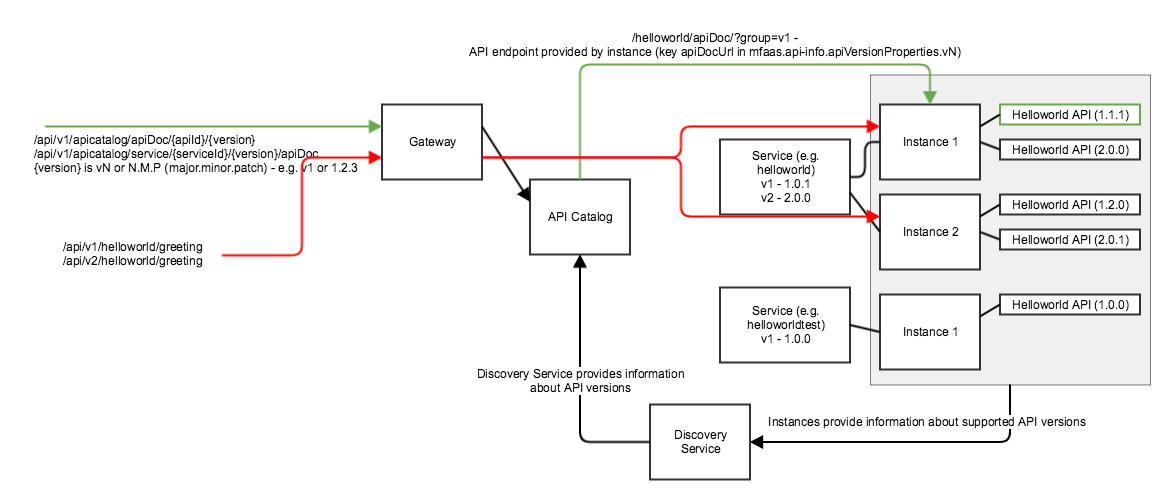 /helloworld/apiDoc/?group=v1 -
API endpoint provided by instance (key apiDocUrl in mfaas.api-info.apiVersionProperties.vN)
/api/v1/apicatalog/apiDoc/{apiId}/{version}
/api/v1/apicatalog/service/{serviceId}/{version}/apiDoc
{version} is vN or N.M.P (major.minor.patch) - e.g. v1 or 1.2.3
Gateway
/api/v1/helloworld/greeting
/api/v2/helloworld/greeting
API Catalog
Service (e.g.
helloworld)
v1 - 1.0.1
v2 - 2.0.0
Instance 1
Helloworld API (1.1.1)
Helloworld API (2.0.0)
Instance 2
Helloworld API (1.2.0)
Helloworld API (2.0.1)
Service (e.g.
helloworldtest)
v1 - 1.0.0
Instance 1
Helloworld API (1.0.0)
Discovery Service provides information
about API versions
Discovery
Service
Instances provide information about supported API versions